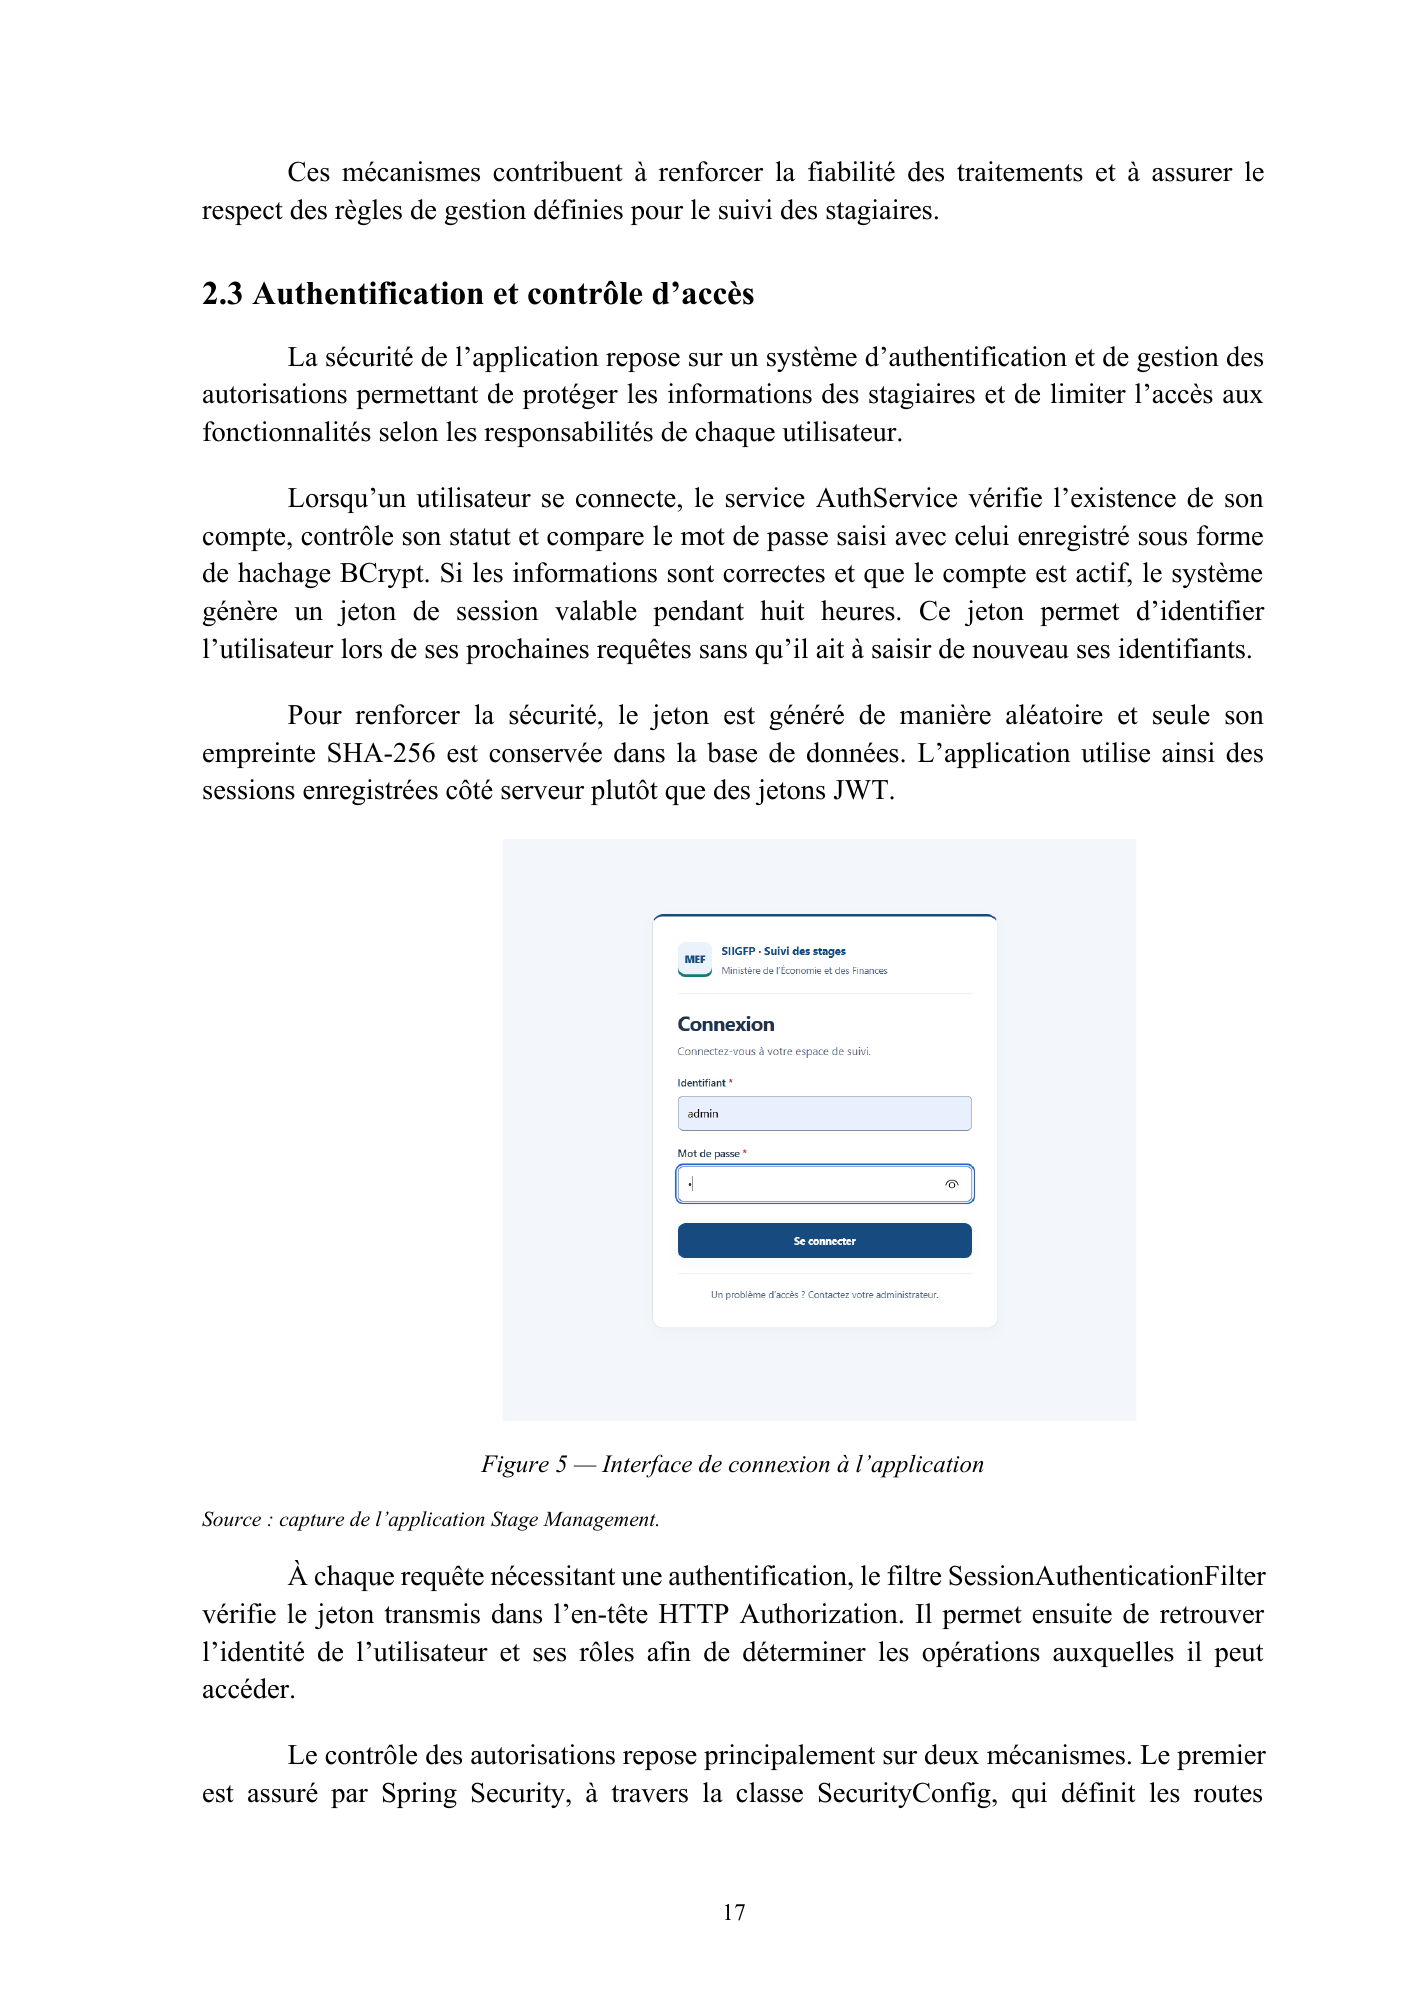 Ces mécanismes contribuent à renforcer la fiabilité des traitements et à assurer le
respect des règles de gestion définies pour le suivi des stagiaires.
2.3 Authentification et contrôle d’accès
La sécurité de l’application repose sur un système d’authentification et de gestion des
autorisations permettant de protéger les informations des stagiaires et de limiter l’accès aux
fonctionnalités selon les responsabilités de chaque utilisateur.
Lorsqu’un utilisateur se connecte, le service AuthService vérifie l’existence de son
compte, contrôle son statut et compare le mot de passe saisi avec celui enregistré sous forme
de hachage BCrypt. Si les informations sont correctes et que le compte est actif, le système
génère un jeton de session valable pendant huit heures. Ce jeton permet d’identifier
l’utilisateur lors de ses prochaines requêtes sans qu’il ait à saisir de nouveau ses identifiants.
Pour renforcer la sécurité, le jeton est généré de manière aléatoire et seule son
empreinte SHA-256 est conservée dans la base de données. L’application utilise ainsi des
sessions enregistrées côté serveur plutôt que des jetons JWT.
MEF
SIIGFP · Suivi des stages
Ministère de l’Économie et des Finances
Connexion
Connectez-vous à votre espace de suivi.
Identifiant *
admin
Mot de passe *
•
Se connecter
Un problème d’accès ? Contactez votre administrateur.
Figure 5 — Interface de connexion à l’application
Source : capture de l’application Stage Management.
À chaque requête nécessitant une authentification, le filtre SessionAuthenticationFilter
vérifie le jeton transmis dans l’en-tête HTTP Authorization. Il permet ensuite de retrouver
l’identité de l’utilisateur et ses rôles afin de déterminer les opérations auxquelles il peut
accéder.
Le contrôle des autorisations repose principalement sur deux mécanismes. Le premier
est assuré par Spring Security, à travers la classe SecurityConfig, qui définit les routes
17